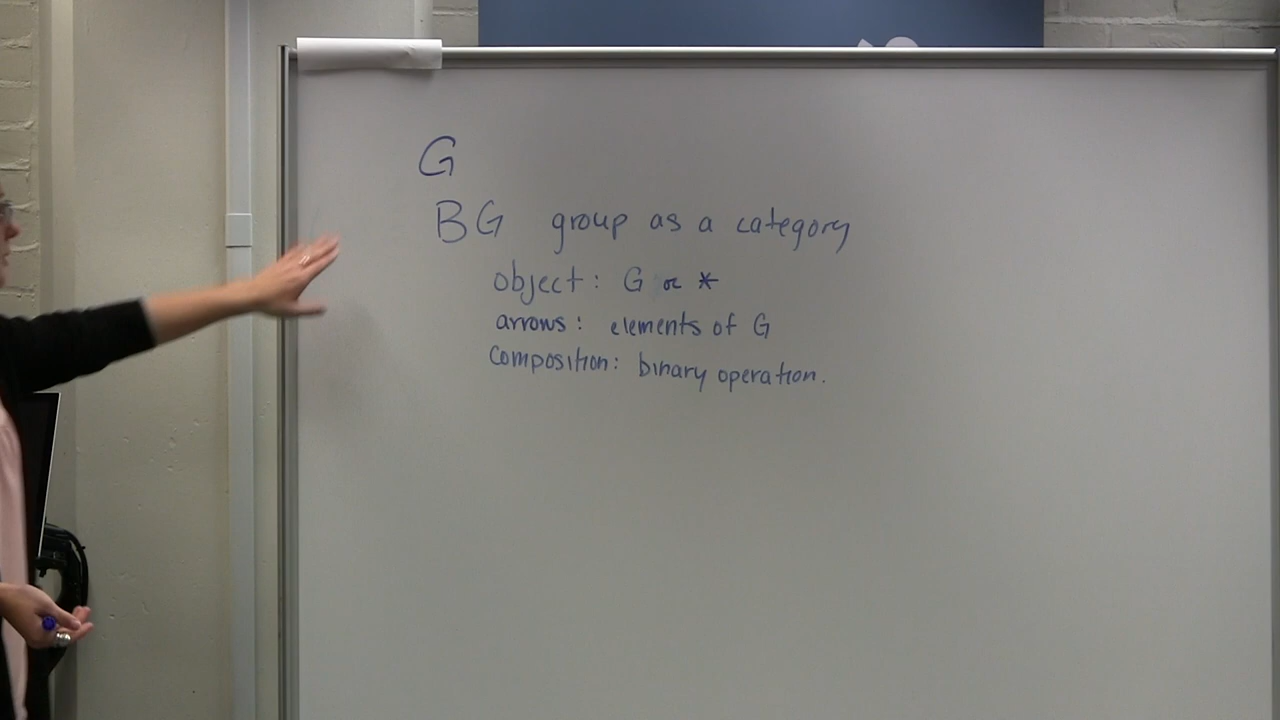 G
BG group as a category
object: G or *
arrows: elements of G
composition: binary operation.